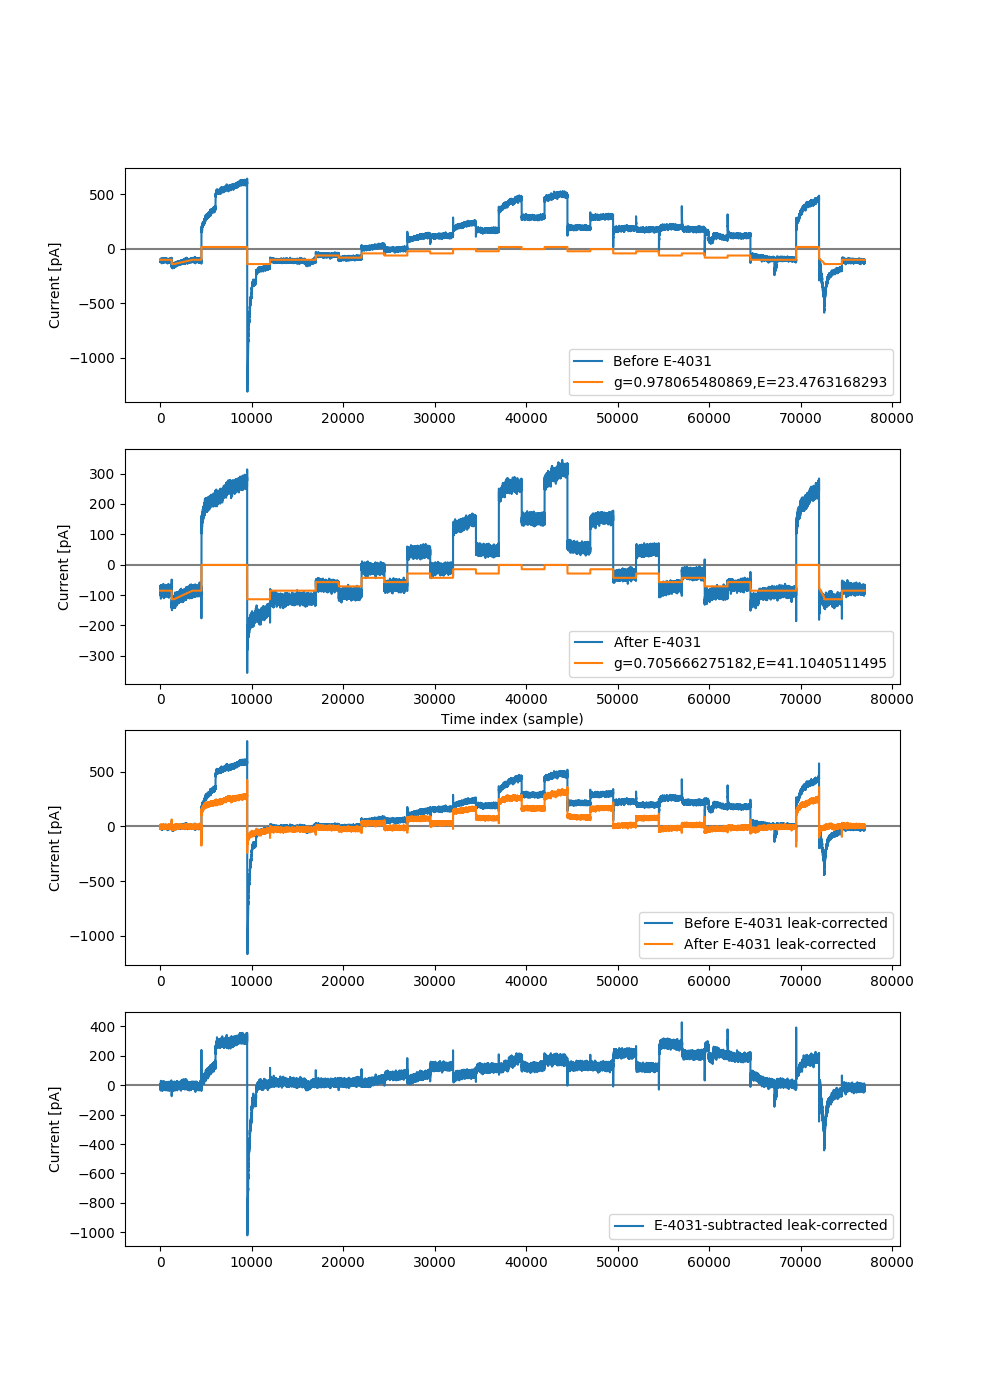 500
0
−500
−1000
Current [pA]
Before E-4031
g=0.978065480869,E=23.4763168293
0 10000 20000 30000 40000 50000 60000 70000 80000
300
200
100
0
−100
−200
−300
Current [pA]
After E-4031
g=0.705666275182,E=41.1040511495
0 10000 20000 30000 40000 50000 60000 70000 80000
Time index (sample)
500
0
−500
−1000
Current [pA]
Before E-4031 leak-corrected
After E-4031 leak-corrected
0 10000 20000 30000 40000 50000 60000 70000 80000
400
200
0
−200
−400
−600
−800
−1000
Current [pA]
E-4031-subtracted leak-corrected
0 10000 20000 30000 40000 50000 60000 70000 80000